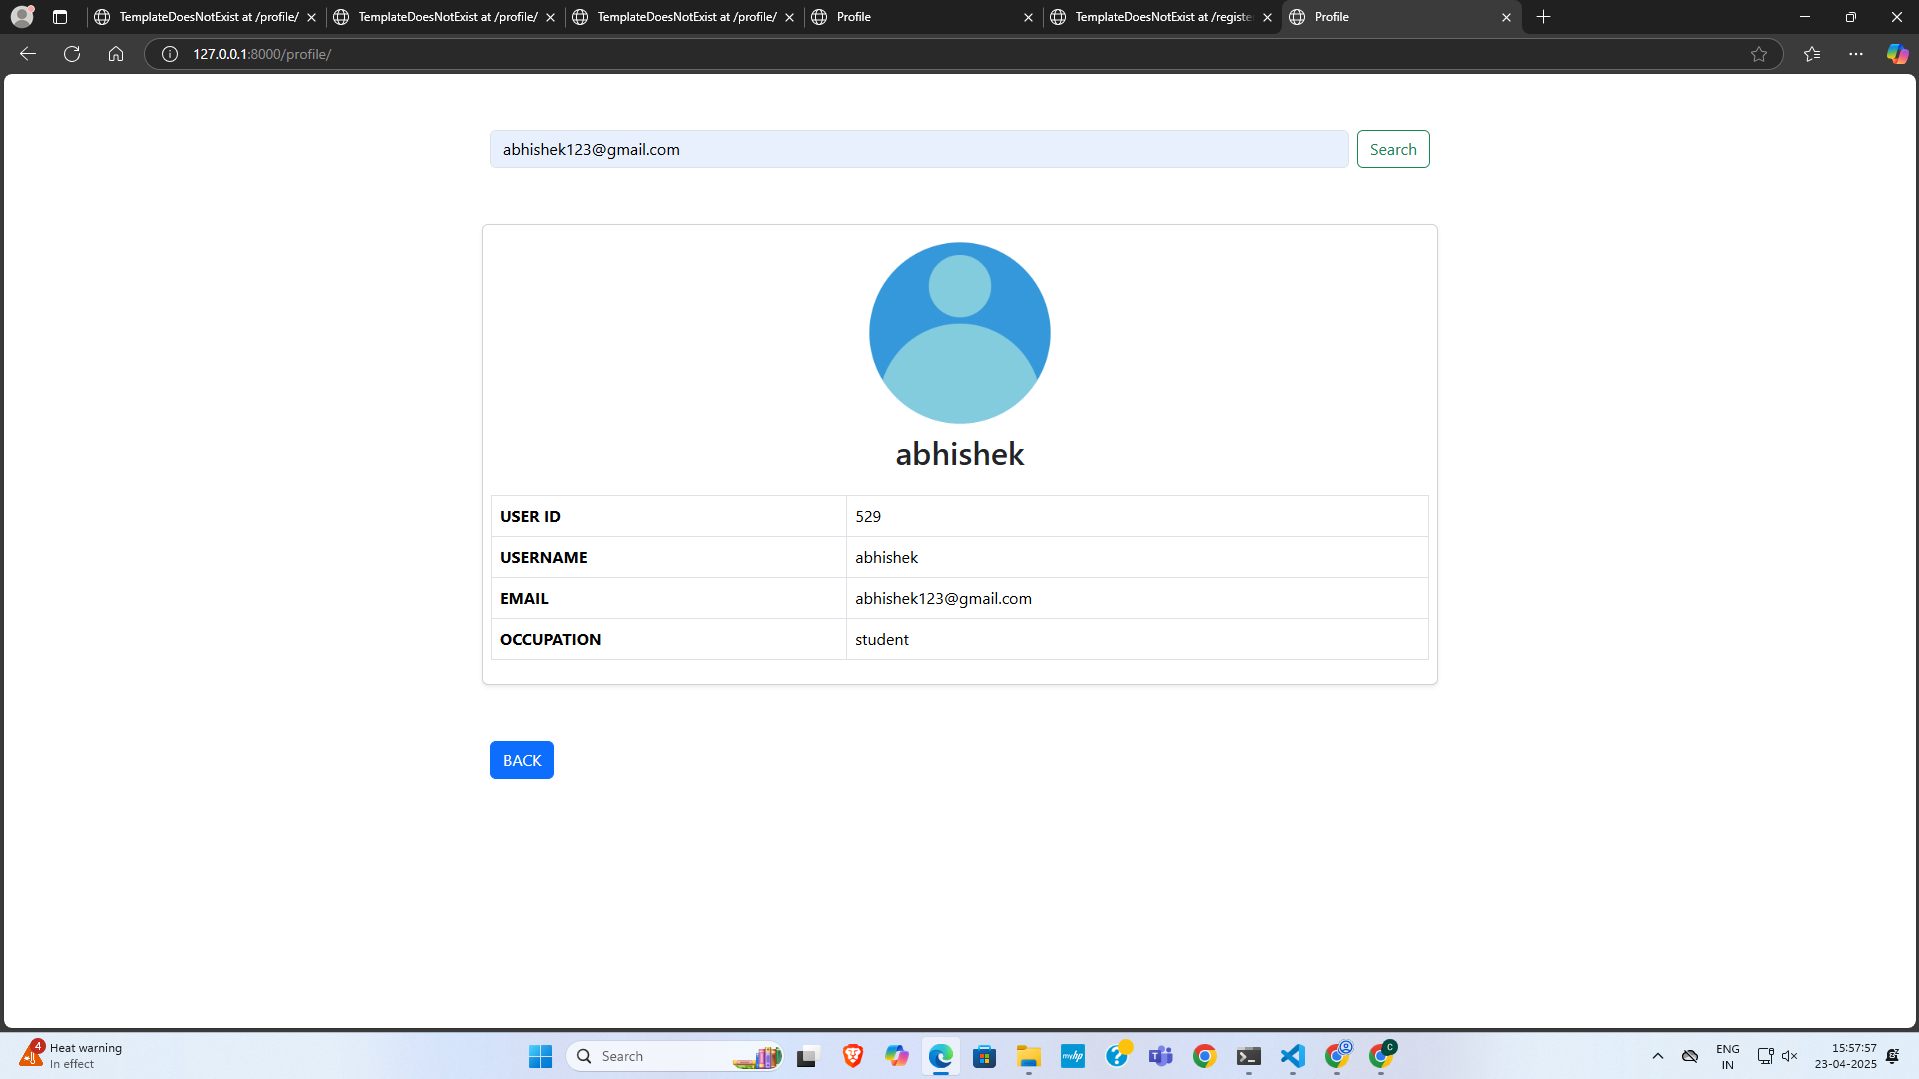 TemplateDoesNotExist at /profile/
TemplateDoesNotExist at /profile/
TemplateDoesNotExist at /profile/
Profile
TemplateDoesNotExist at /registe
Profile
127.0.0.1:8000/profile/
abhishek123@gmail.com
Search
abhishek
USER ID 529
USERNAME abhishek
EMAIL abhishek123@gmail.com
OCCUPATION student
BACK
4
Heat warning
In effect
Search
myhp
C
ENG
IN
15:57:57
23-04-2025